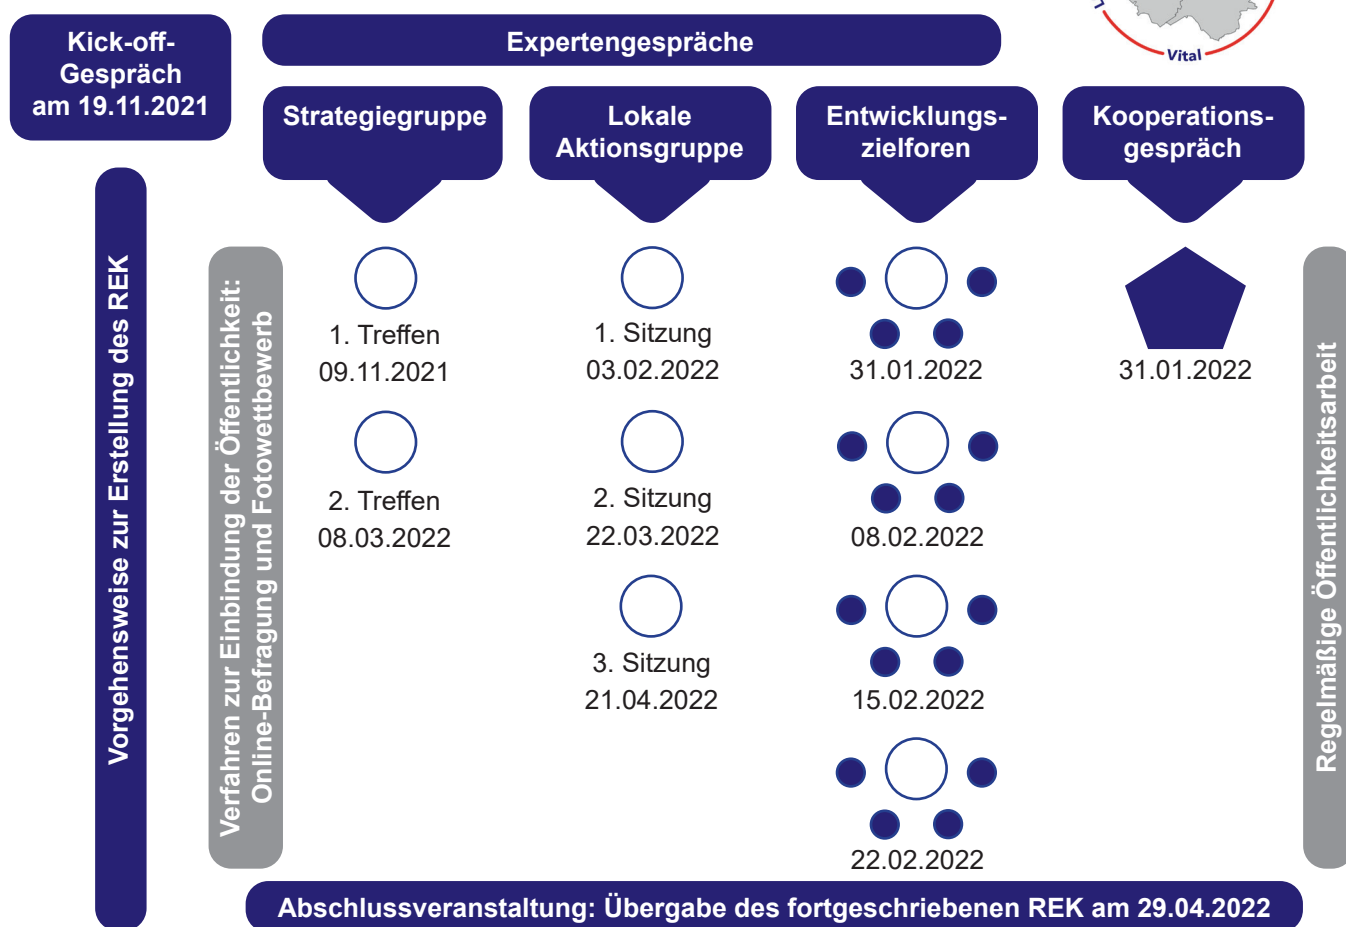 Kick-off-
Gespräch
am 19.11.2021
Expertengespräche
Vital
Strategiegruppe
Lokale
Aktionsgruppe
Entwicklungs-
zielforen
Kooperations-
gespräch
Vorgehensweise zur Erstellung des REK
Verfahren zur Einbindung der Öffentlichkeit:
Online-Befragung und Fotowettbewerb
1. Treffen
09.11.2021
2. Treffen
08.03.2022
1. Sitzung
03.02.2022
2. Sitzung
22.03.2022
3. Sitzung
21.04.2022
31.01.2022
08.02.2022
15.02.2022
22.02.2022
31.01.2022
Regelmäßige Öffentlichkeitsarbeit
Abschlussveranstaltung: Übergabe des fortgeschriebenen REK am 29.04.2022